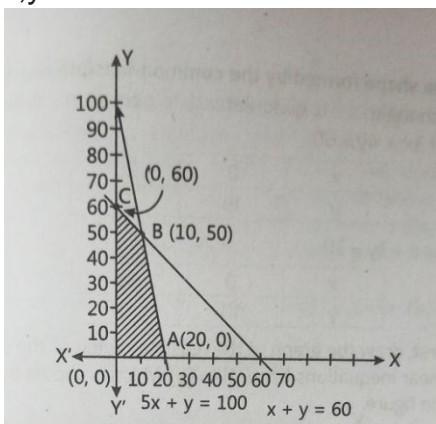 ,y
Y
100
90
80
70
(0, 60)
C
60
50
B (10, 50)
40
30
20
10
A(20, 0)
X'
X
(0, 0) 10 20 30 40 50 60 70
Y'
5x + y = 100
x + y = 60